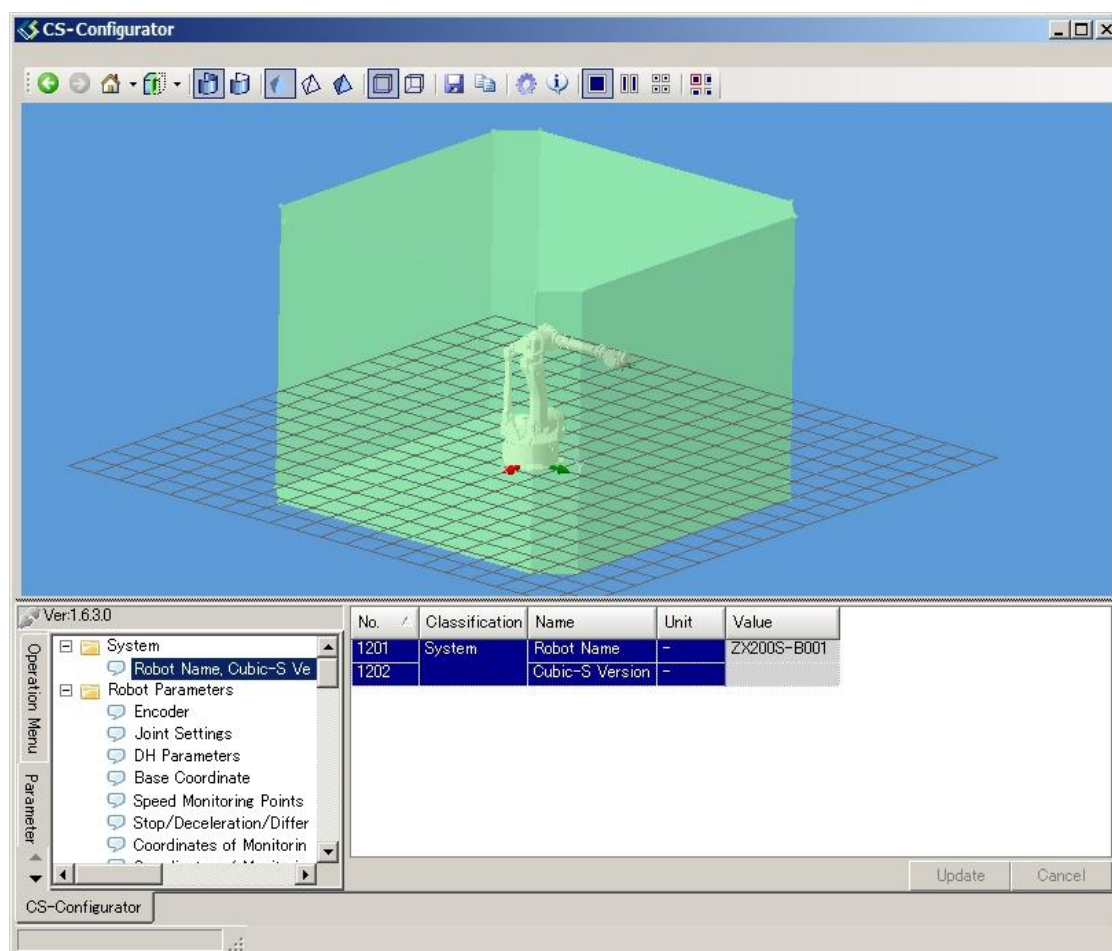 CS-Configurator
Ver:1.6.3.0
Operation Menu
Parameter
System
Robot Name, Cubic-S Ve
Robot Parameters
Encoder
Joint Settings
DH Parameters
Base Coordinate
Speed Monitoring Points
Stop/Deceleration/Differ
Coordinates of Monitorin
No. Classification Name Unit Value
1201 System Robot Name - ZX200S-B001
1202 Cubic-S Version -
Update Cancel
CS-Configurator